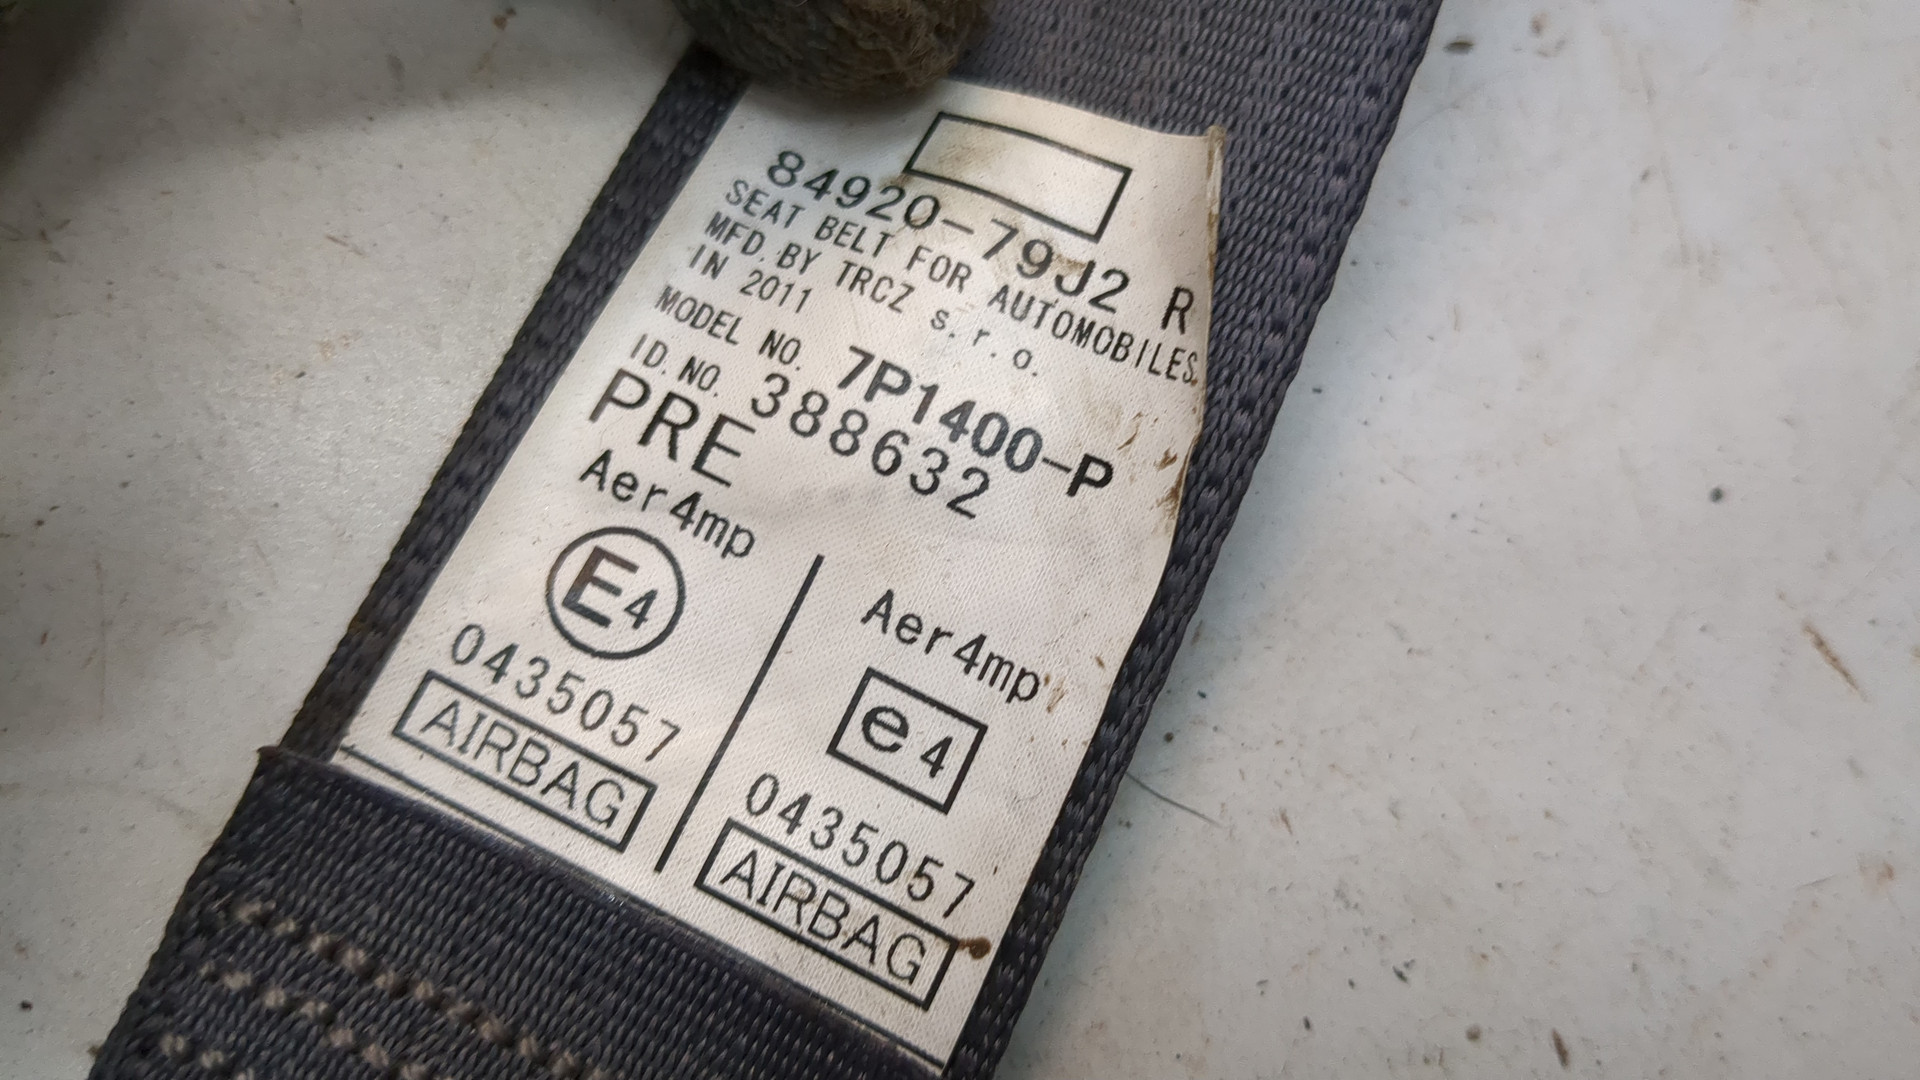 84920-79J2 R
SEAT BELT FOR AUTOMOBILES.
MFD. BY TRCZ s.r.o.
IN 2011
MODEL NO. 7P1400-P
ID. NO. 388632
PRE
Aer4mp
E4
0435057
AIRBAG
Aer4mp
e4
0435057
AIRBAG